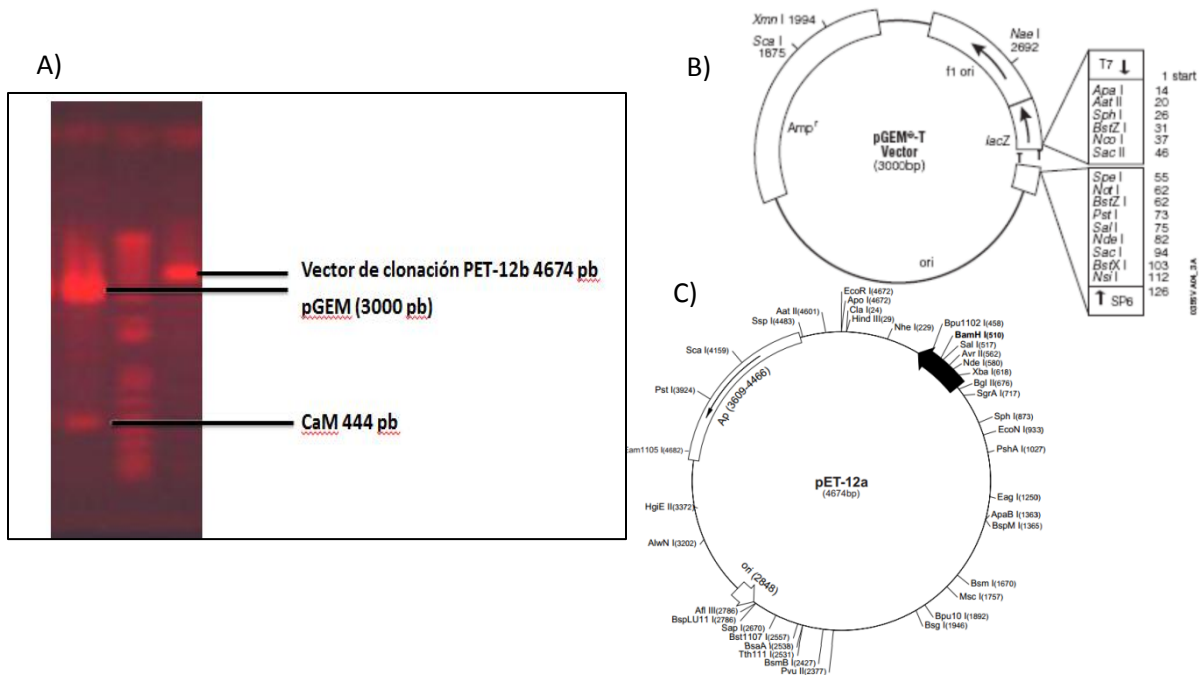 A)
Vector de clonación PET-12b 4674 pb
pGEM (3000 pb)
CaM 444 pb
B)
Xmn I 1994
Sca I
1875
Nae I
2692
f1 ori
Ampr
pGEM®-T
Vector
(3000bp)
lacZ
T T
ori
T7 ↓
1 start
Apa I 14
Aat II 20
Sph I 26
BstZ I 31
Nco I 37
Sac II 46
Spe I 55
Not I 62
BstZ I 62
Pst I 73
Sal I 75
Nde I 82
Sac I 94
BstX I 103
Nsi I 112
↑ SP6 126
C)
EcoR I(4672)
Apo I(4672)
Cla I(24)
Hind III(29)
Aat II(4601)
Ssp I(4483)
Sca I(4159)
Pst I(3924)
Ap (3609-4466)
Eam1105 I(4682)
HgiE II(3372)
AlwN I(3202)
ori (2848)
Afl III(2786)
BspLU11 I(2786)
Sap I(2670)
Bst1107 I(2557)
BsaA I(2538)
Tth111 I(2531)
BsmB I(2427)
Pvu II(2377)
Nhe I(229)
Bpu1102 I(458)
BamH I(510)
Sal I(517)
Avr II(562)
Nde I(580)
Xba I(618)
Bgl II(676)
SgrA I(717)
Sph I(873)
EcoN I(933)
PshA I(1027)
Eag I(1250)
ApaB I(1363)
BspM I(1365)
Bsm I(1670)
Msc I(1757)
Bpu10 I(1892)
Bsg I(1946)
pET-12a
(4674bp)